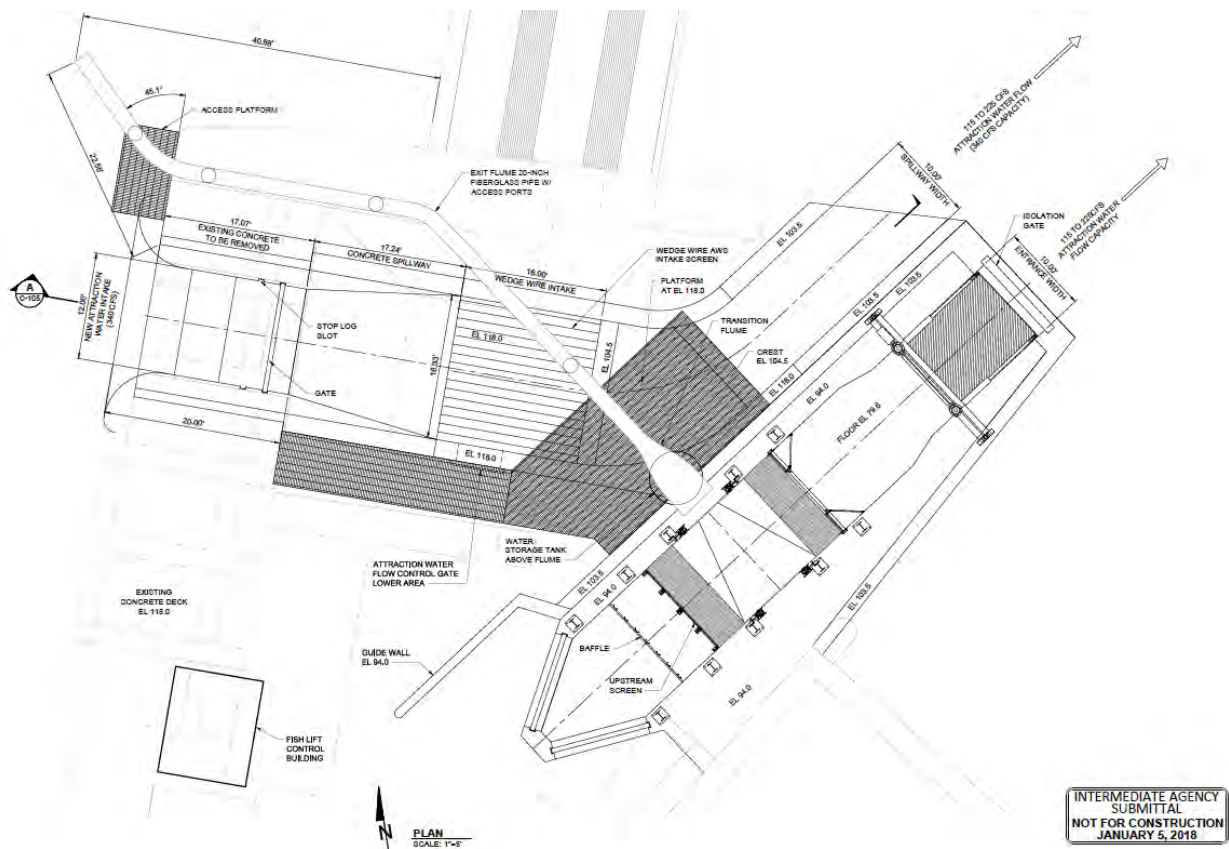 40.68'
45.1°
ACCESS PLATFORM
22.56'
EXIT FLUME 20-INCH
FIBERGLASS PIPE W/
ACCESS PORTS
17.07'
EXISTING CONCRETE
TO BE REMOVED
17.24'
CONCRETE SPILLWAY
16.00'
WEDGE WIRE INTAKE
WEDGE WIRE AWS
INTAKE SCREEN
PLATFORM
AT EL 118.0
TRANSITION
FLUME
CREST
EL 104.5
115 TO 225 CFS
ATTRACTION WATER FLOW
(340 CFS CAPACITY)
10.00'
SPILLWAY WIDTH
EL 103.5
ISOLATION
GATE
115 TO 225CFS
ATTRACTION WATER
FLOW CAPACITY
10.00'
ENTRANCE WIDTH
A
C-105
12.00'
NEW ATTRACTION
WATER INTAKE
(340 CFS)
STOP LOG
SLOT
GATE
EL 118.0
EL 104.5
16.03'
20.00'
EL 118.0
EL 103.5
EL 103.5
EL 118.0
EL 94.0
FLOOR EL 79.6
WATER
STORAGE TANK
ABOVE FLUME
ATTRACTION WATER
FLOW CONTROL GATE
LOWER AREA
EL 103.5
EL 94.0
EL 103.5
EXISTING
CONCRETE DECK
EL 118.0
GUIDE WALL
EL 94.0
BAFFLE
UPSTREAM
SCREEN
EL 94.0
FISH LIFT
CONTROL
BUILDING
N
PLAN
SCALE: 1"=5'
INTERMEDIATE AGENCY
SUBMITTAL
NOT FOR CONSTRUCTION
JANUARY 5, 2018